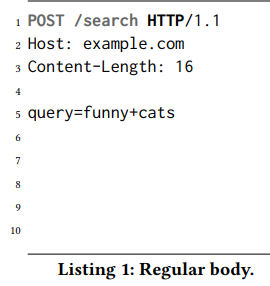 1 POST /search HTTP/1.1
2 Host: example.com
3 Content-Length: 16
4
5 query=funny+cats
6
7
8
9
10
Listing 1: Regular body.